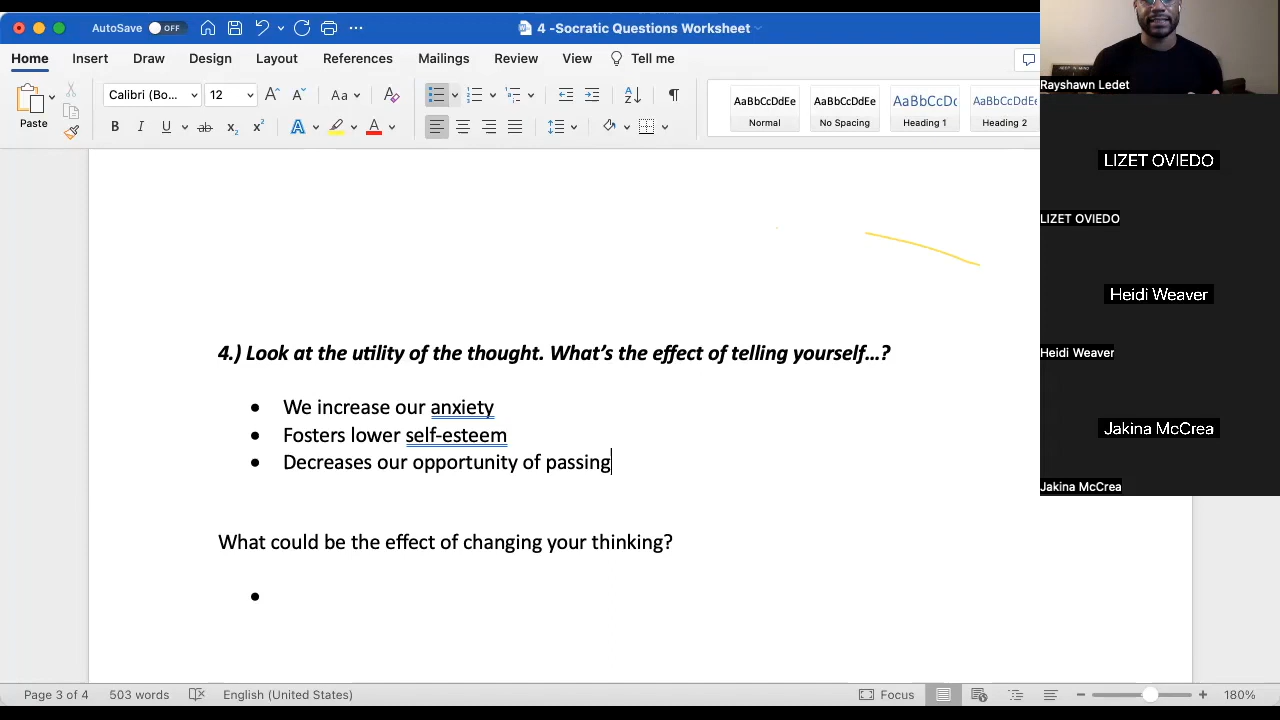 AutoSave OFF
4 -Socratic Questions Worksheet
Home Insert Draw Design Layout References Mailings Review View Tell me
Calibri (Bo... 12
Paste
AaBbCcDdEe AaBbCcDdEe AaBbCcDc AaBbCcDdE
Normal No Spacing Heading 1 Heading 2
Rayshawn Ledet
LIZET OVIEDO
LIZET OVIEDO
Heidi Weaver
Heidi Weaver
Jakina McCrea
Jakina McCrea
4.) Look at the utility of the thought. What’s the effect of telling yourself…?
• We increase our anxiety
• Fosters lower self-esteem
• Decreases our opportunity of passing
What could be the effect of changing your thinking?
•
Page 3 of 4 503 words English (United States) Focus 180%